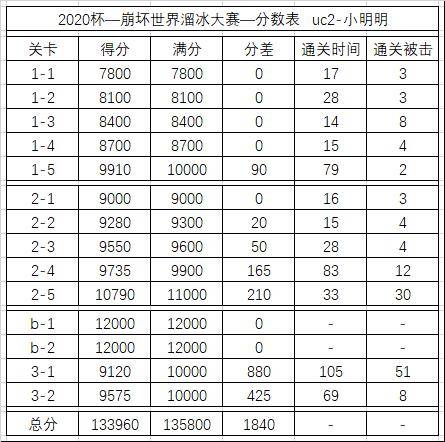 2020杯—崩坏世界溜冰大赛—分数表 uc2-小明明
关卡 得分 满分 分差 通关时间 通关被击
1-1 7800 7800 0 17 3
1-2 8100 8100 0 28 3
1-3 8400 8400 0 14 8
1-4 8700 8700 0 15 4
1-5 9910 10000 90 79 2
2-1 9000 9000 0 16 3
2-2 9280 9300 20 15 4
2-3 9550 9600 50 28 4
2-4 9735 9900 165 83 12
2-5 10790 11000 210 33 30
b-1 12000 12000 0 - -
b-2 12000 12000 0 - -
3-1 9120 10000 880 105 51
3-2 9575 10000 425 69 8
总分 133960 135800 1840 - -